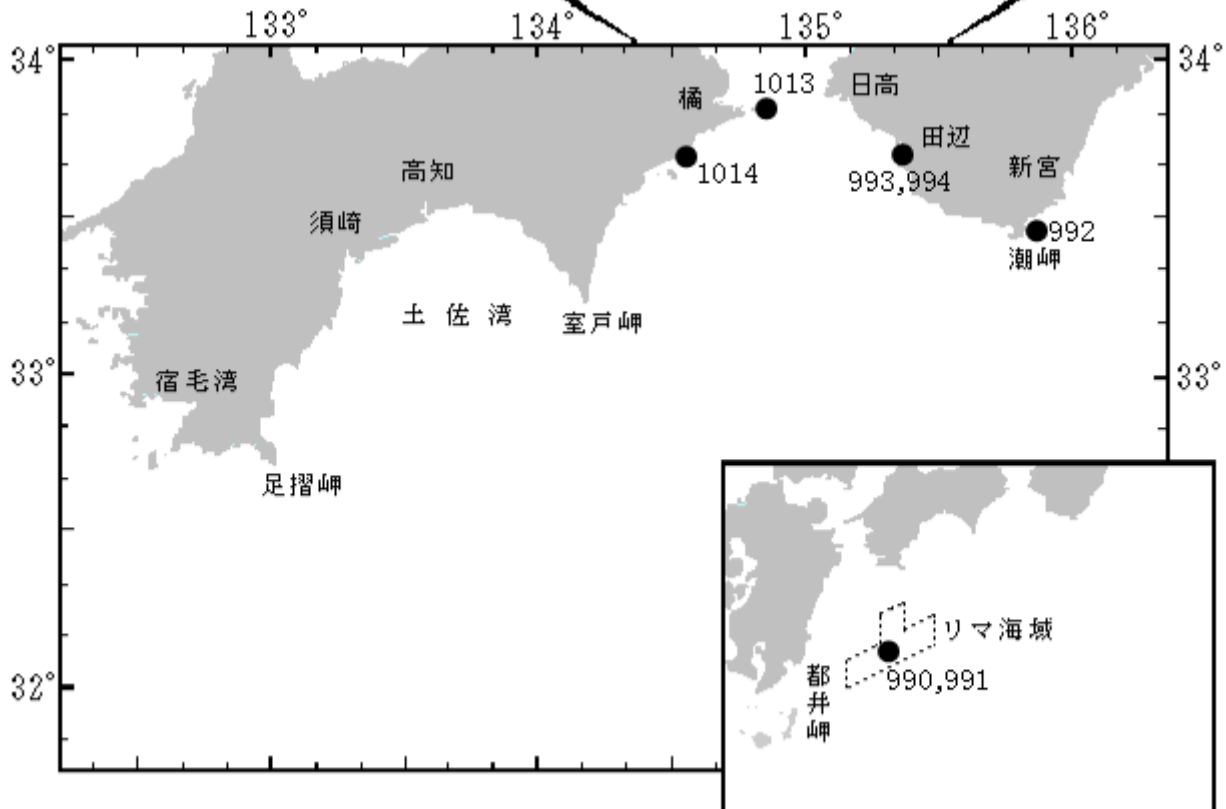 133°
134°
135°
136°
34°
34°
1013
橘
日高
田辺
1014
高知
993,994
新宮
須崎
992
潮岬
土佐湾
室戸岬
33°
33°
宿毛湾
足摺岬
リマ海域
32°
990,991
都井岬